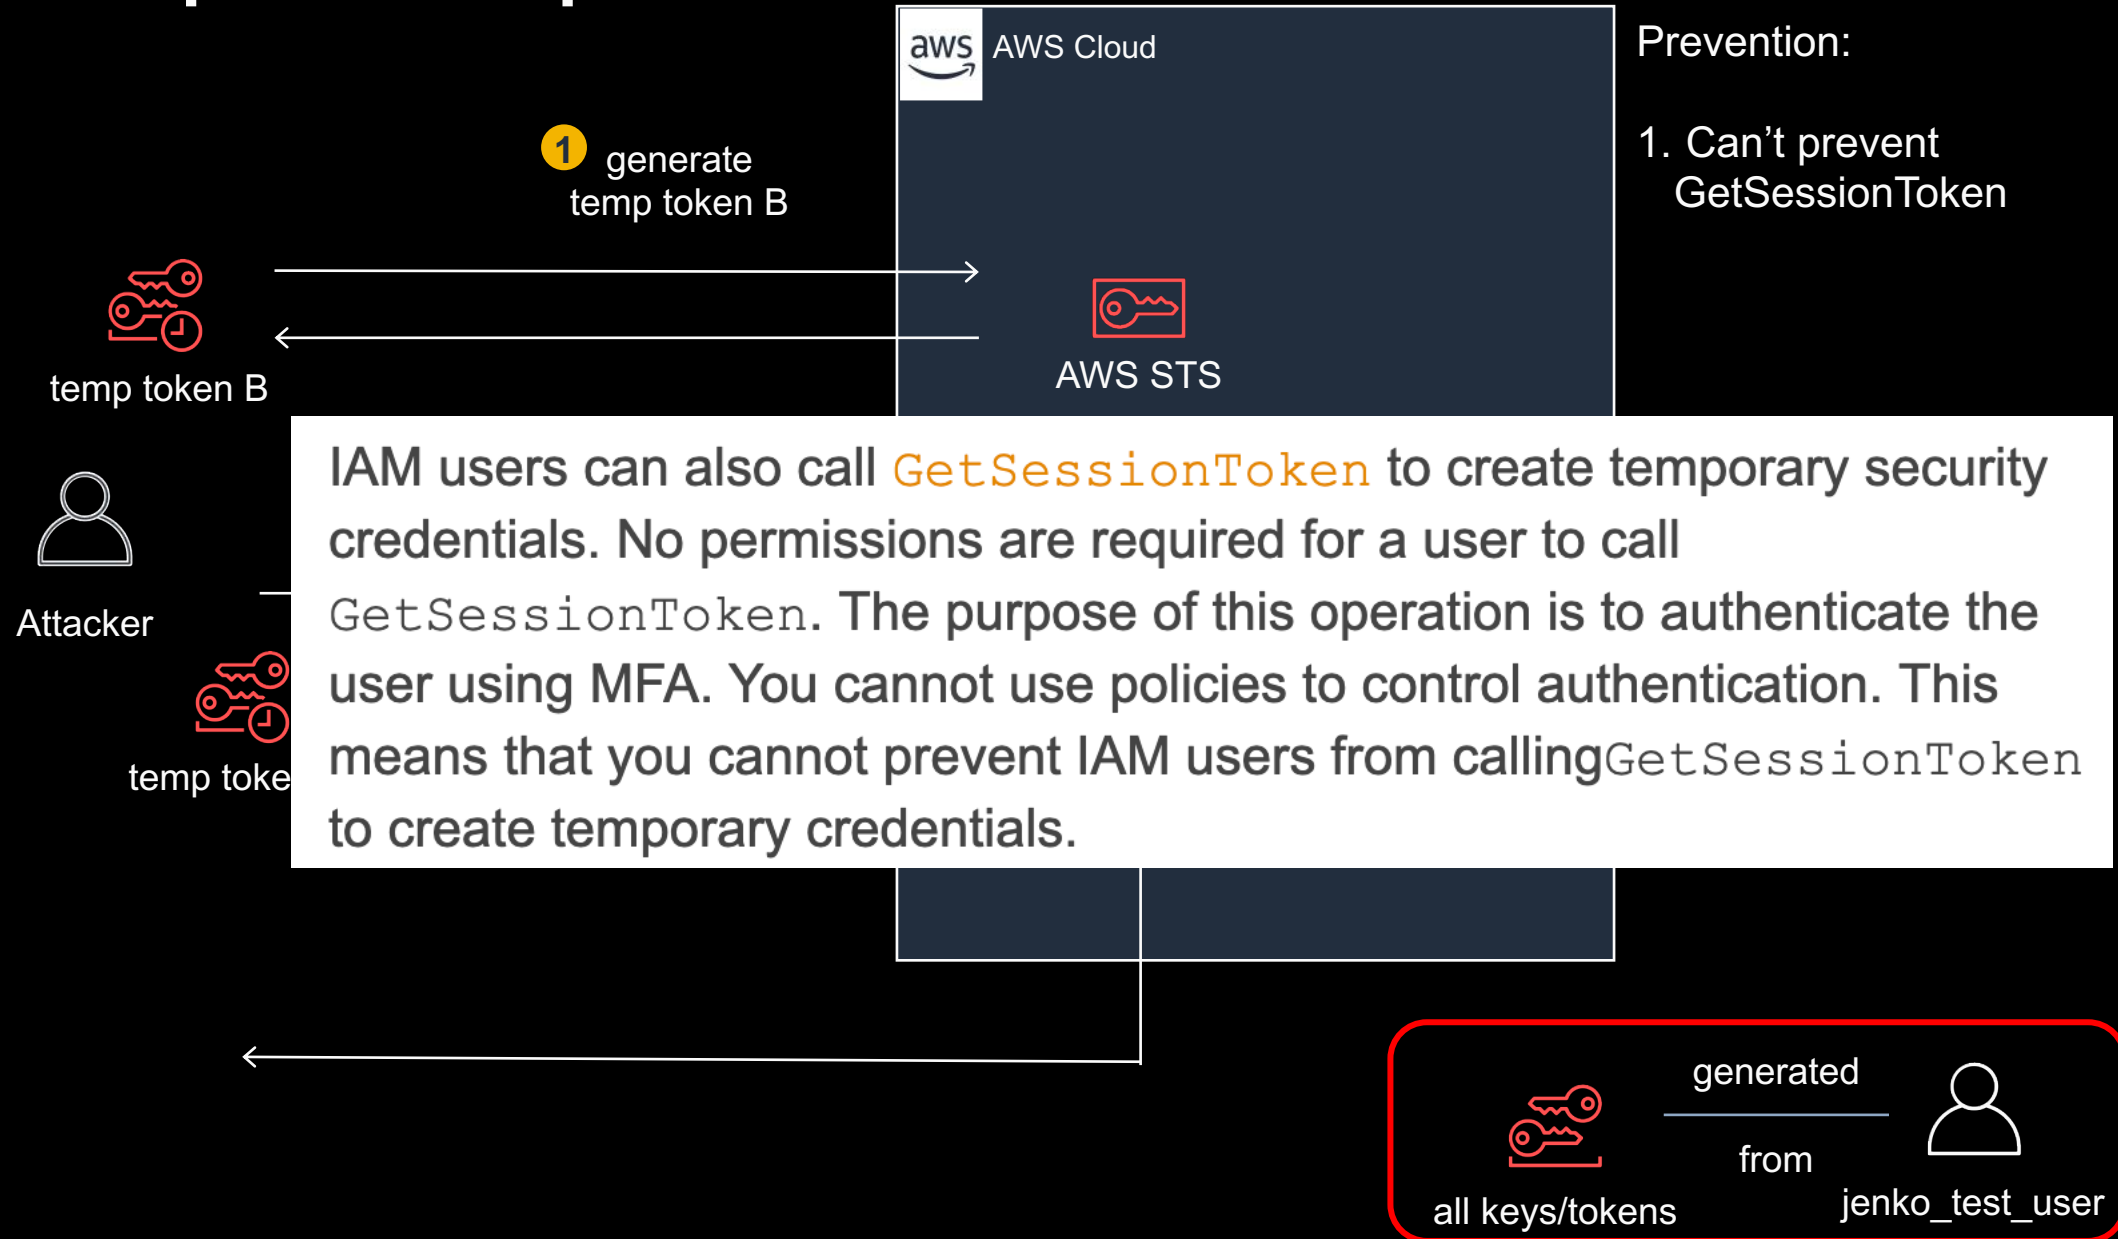 aws
AWS Cloud
Prevention:
1. Can't prevent
GetSessionToken
1
generate
temp token B
temp token B
AWS STS
Attacker
temp toke
IAM users can also call GetSessionToken to create temporary security
credentials. No permissions are required for a user to call
GetSessionToken. The purpose of this operation is to authenticate the
user using MFA. You cannot use policies to control authentication. This
means that you cannot prevent IAM users from callingGetSessionToken
to create temporary credentials.
generated
from
all keys/tokens
jenko_test_user